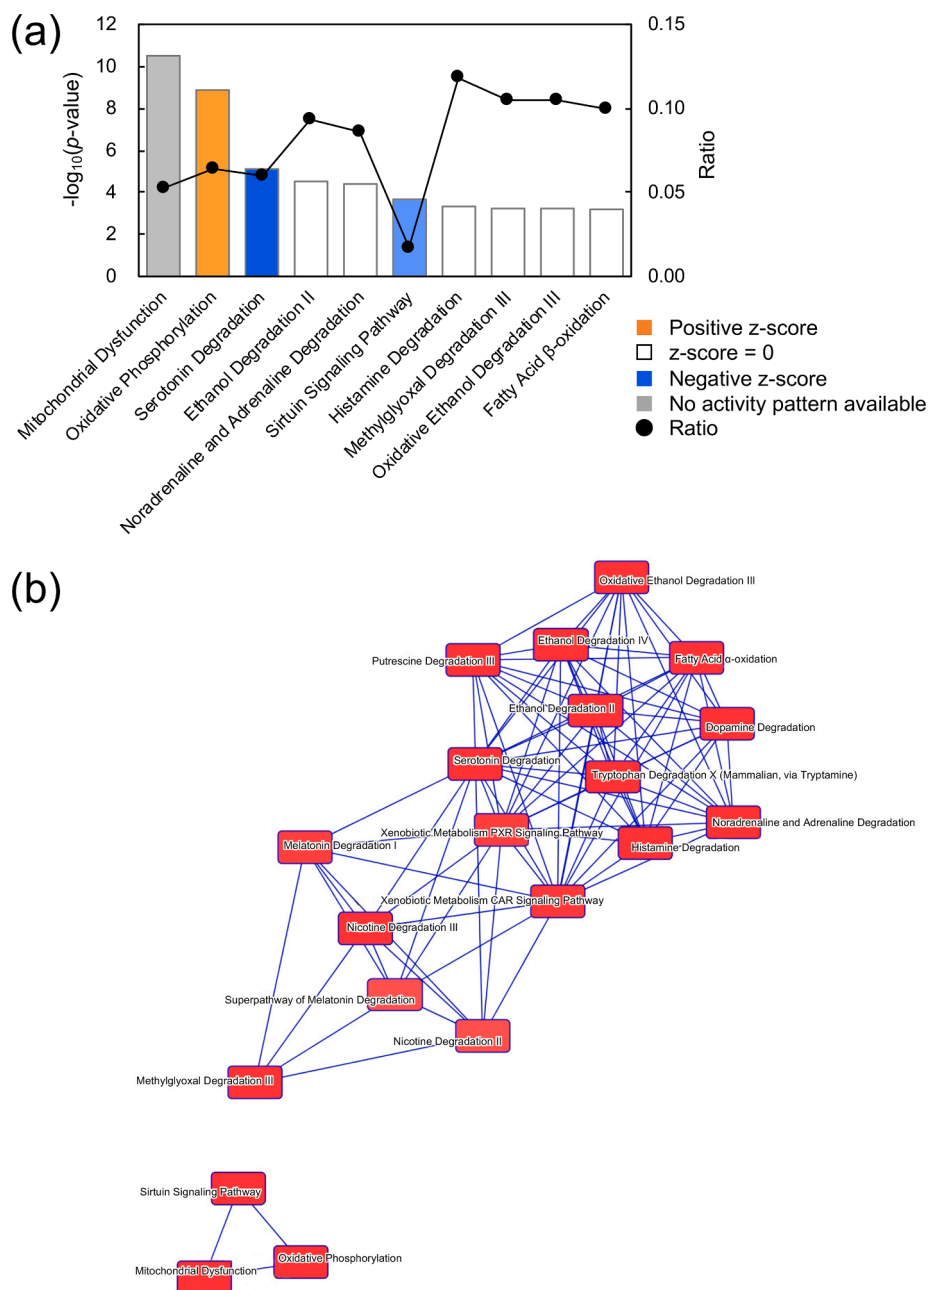 (a)
12
10
8
6
4
2
0
-log10(p-value)
0.15
0.10
0.05
0.00
Ratio
Mitochondrial Dysfunction
Oxidative Phosphorylation
Serotonin Degradation
Ethanol Degradation II
Noradrenaline and Adrenaline Degradation
Sirtuin Signaling Pathway
Histamine Degradation
Methylglyoxal Degradation III
Oxidative Ethanol Degradation III
Fatty Acid β-oxidation
Positive z-score
z-score = 0
Negative z-score
No activity pattern available
Ratio
(b)
Oxidative Ethanol Degradation III
Ethanol Degradation IV
Putrescine Degradation III
Fatty Acid α-oxidation
Ethanol Degradation II
Dopamine Degradation
Serotonin Degradation
Tryptophan Degradation X (Mammalian, via Tryptamine)
Noradrenaline and Adrenaline Degradation
Xenobiotic Metabolism PXR Signaling Pathway
Melatonin Degradation I
Histamine Degradation
Xenobiotic Metabolism CAR Signaling Pathway
Nicotine Degradation III
Superpathway of Melatonin Degradation
Nicotine Degradation II
Methylglyoxal Degradation III
Sirtuin Signaling Pathway
Oxidative Phosphorylation
Mitochondrial Dysfunction